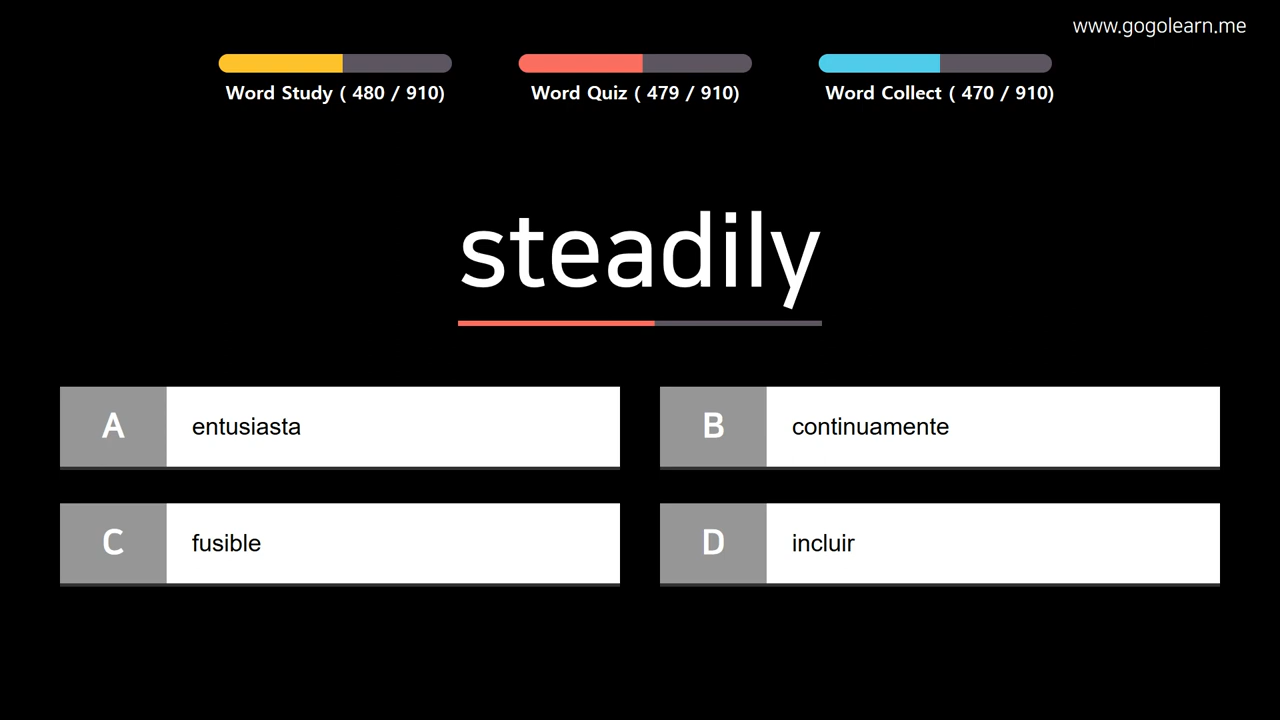 www.gogolearn.me
Word Study ( 480 / 910)
Word Quiz ( 479 / 910)
Word Collect ( 470 / 910)
steadily
A
entusiasta
B
continuamente
C
fusible
D
incluir